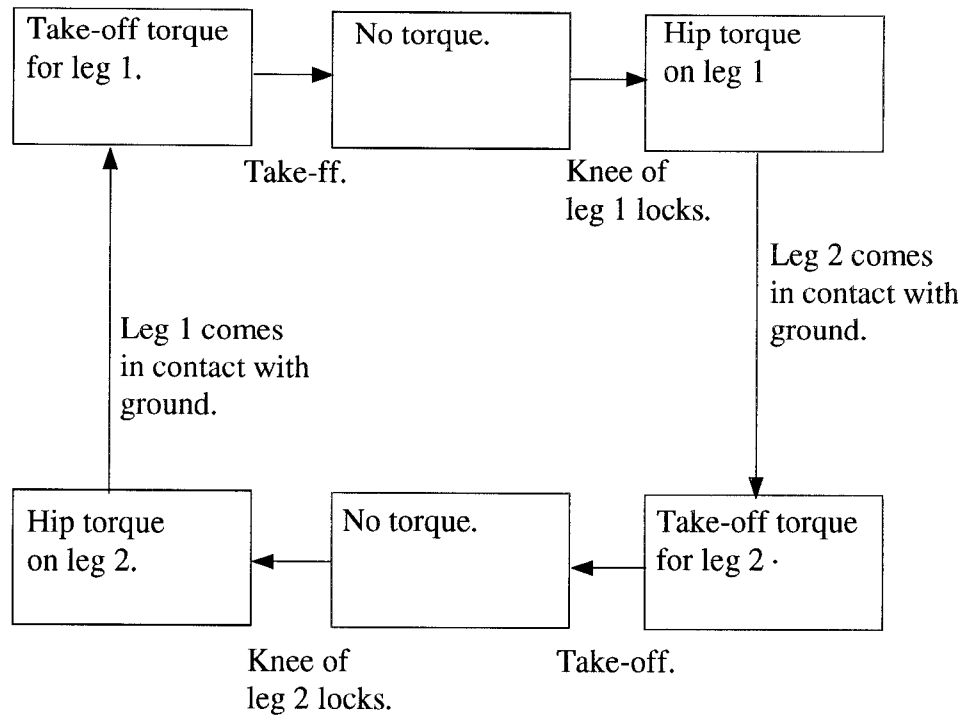 Take-off torque
for leg 1.
No torque.
Hip torque
on leg 1
Take-ff.
Knee of
leg 1 locks.
Leg 2 comes
in contact with
ground.
Leg 1 comes
in contact with
ground.
Hip torque
on leg 2.
No torque.
Take-off torque
for leg 2 .
Knee of
leg 2 locks.
Take-off.